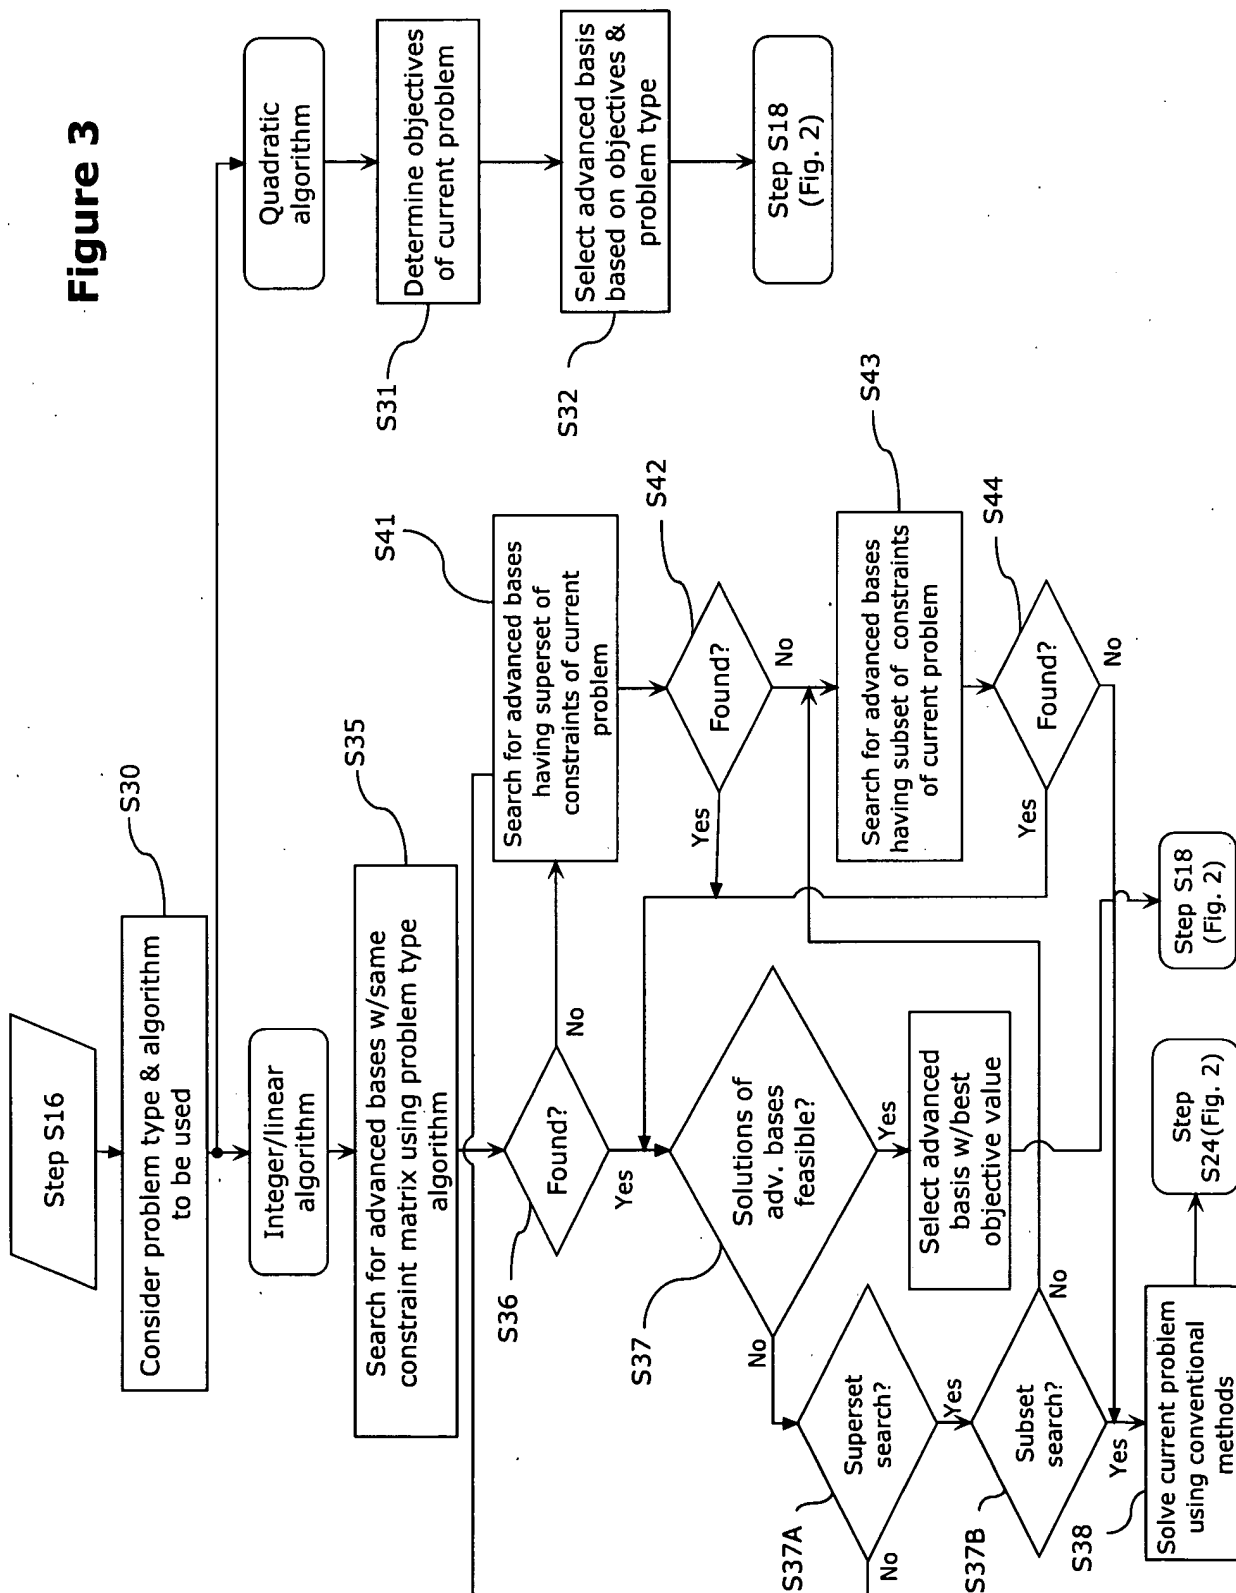 Figure 3
Step S16
Consider problem type & algorithm
to be used
S30
Integer/linear
algorithm
Quadratic
algorithm
Determine objectives
of current problem
S31
Select advanced basis
based on objectives &
problem type
S32
Step S18
(Fig. 2)
Search for advanced bases w/same
constraint matrix using problem type
algorithm
S35
Found?
S36
No
Yes
Search for advanced bases
having superset of
constraints of current
problem
S41
Found?
S42
Yes
No
Search for advanced bases
having subset of constraints
of current problem
S43
Found?
S44
Yes
No
Solutions of
adv. bases
feasible?
S37
No
Yes
Select advanced
basis w/best
objective value
Step S18
(Fig. 2)
Superset
search?
S37A
No
Yes
Subset
search?
S37B
No
Yes
Solve current problem
using conventional
methods
S38
Step
S24(Fig. 2)